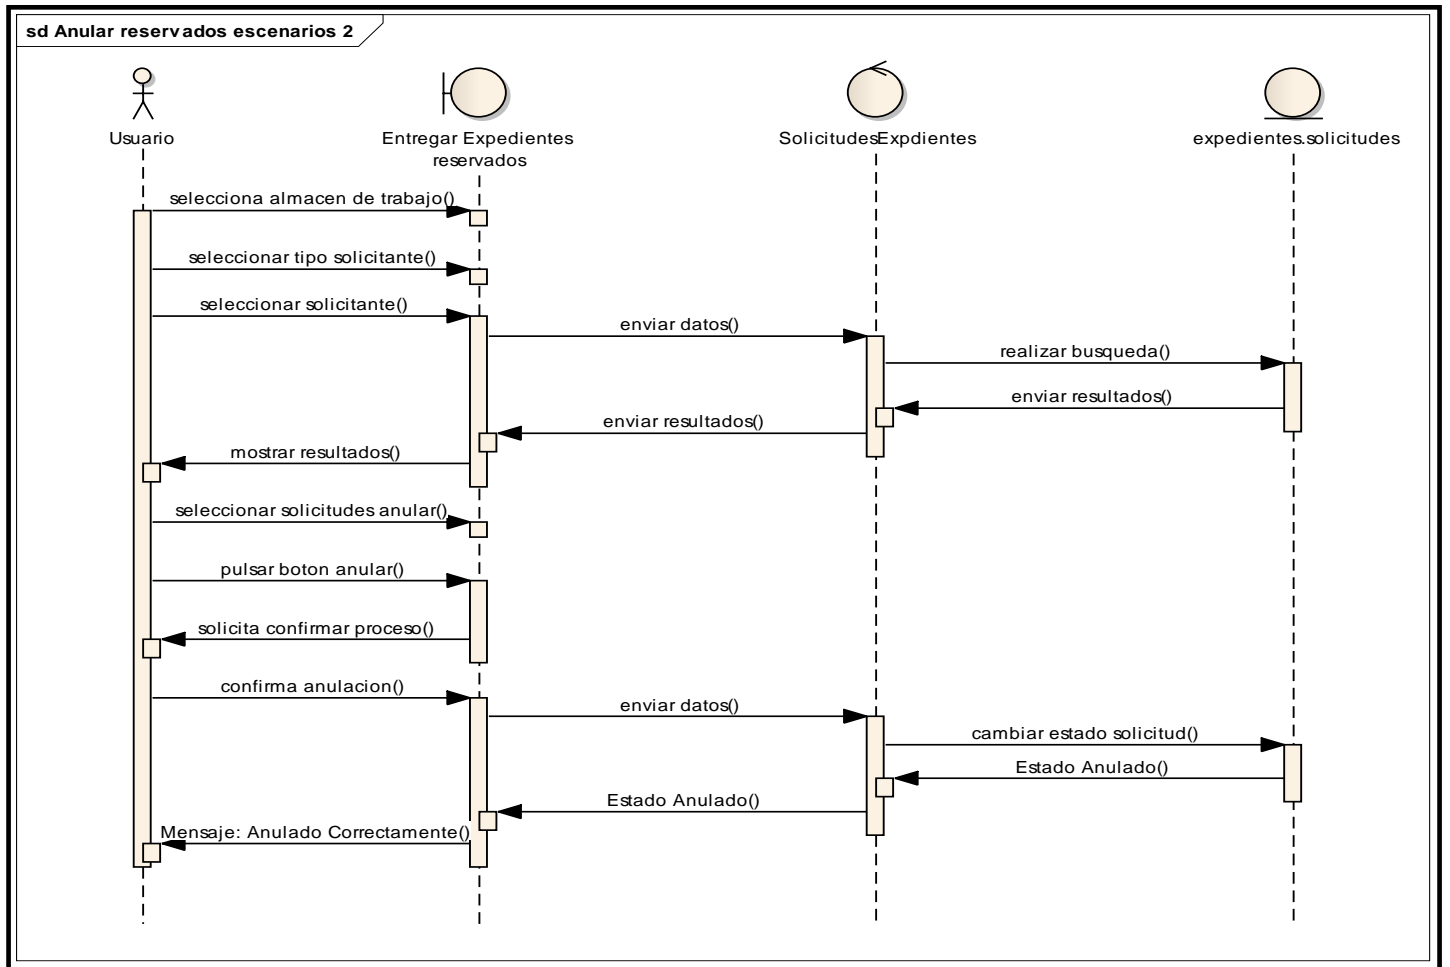 sd Anular reservados escenarios 2
Usuario
Entregar Expedientes
reservados
SolicitudesExpdientes
expedientes.solicitudes
selecciona almacen de trabajo()
seleccionar tipo solicitante()
seleccionar solicitante()
enviar datos()
realizar busqueda()
enviar resultados()
enviar resultados()
mostrar resultados()
seleccionar solicitudes anular()
pulsar boton anular()
solicita confirmar proceso()
confirma anulacion()
enviar datos()
cambiar estado solicitud()
Estado Anulado()
Estado Anulado()
Mensaje: Anulado Correctamente()